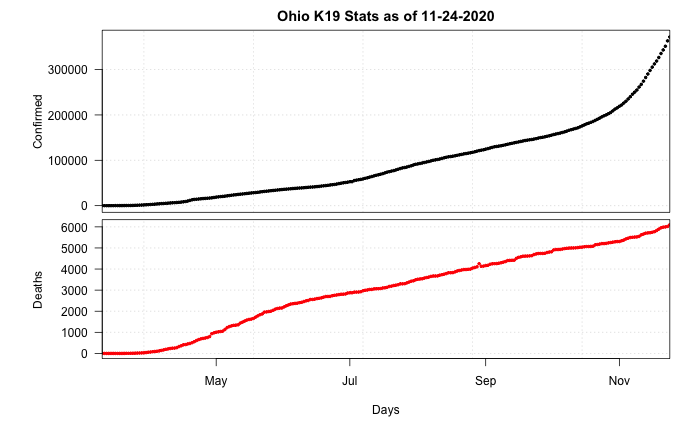 Ohio K19 Stats as of 11-24-2020
Confirmed
300000
200000
100000
0
Deaths
6000
5000
4000
3000
2000
1000
0
May Jul Sep Nov
Days